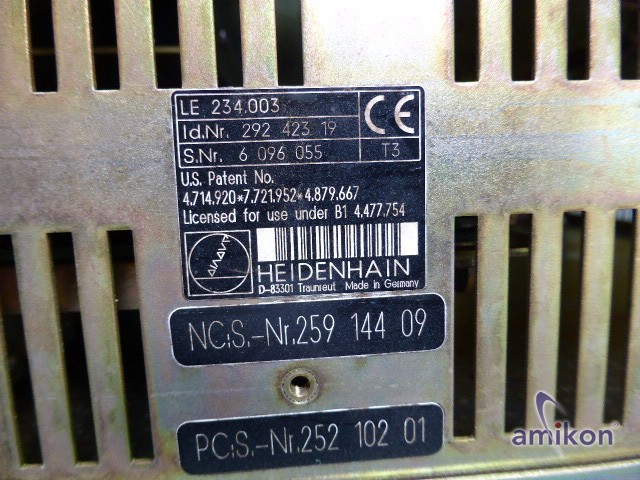 LE 234.003
Id.Nr. 292 423 19
S.Nr. 6 096 055
CE
T3
U.S. Patent No.
4.714.920*7.721.952*4.879.667
Licensed for use under B1 4.477.754
HEIDENHAIN
D-83301 Traunreut Made in Germany
NC:S.-Nr.259 144 09
PC:S.-Nr.252 102 01
amikon